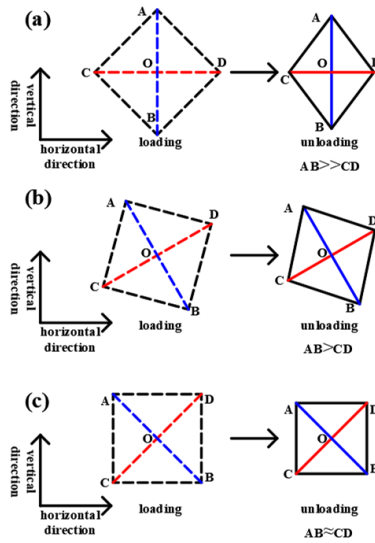 (a)
A
C
O
D
B
vertical
direction
horizontal
direction
loading
A
C
O
D
B
unloading
AB>>CD
(b)
A
D
O
C
B
vertical
direction
horizontal
direction
loading
A
D
O
C
B
unloading
AB>CD
(c)
A
D
O
C
B
vertical
direction
horizontal
direction
loading
A
D
O
C
B
unloading
AB≈CD